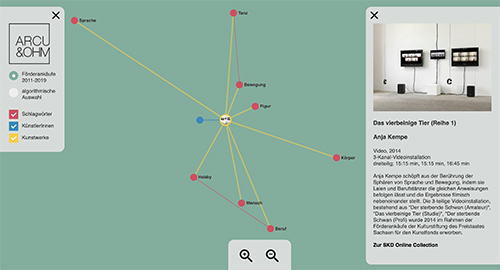 ARCU
&OHM
Förderankäufe
2011-2019
algorithmische
Auswahl
Schlagwörter
Künstlerinnen
Kunstwerke
Sprache
Tanz
Bewegung
Figur
Körper
Hobby
Mensch
Beruf
Das vierbeinige Tier (Reihe 1)
Anja Kempe
Video, 2014
3-Kanal-Videoinstallation
dreiteilig: 15:15 min, 15:15 min, 16:45 min
Anja Kempe schöpft aus der Berührung der
Sphären von Sprache und Bewegung, indem sie
Laien und Berufstänzer die gleichen Anweisungen
befolgen lässt und die Ergebnisse filmisch
nebeneinander stellt. Die 3-teilige Videoinstallation,
bestehend aus "Der sterbende Schwan (Amateur)",
"Das vierbeinige Tier (Studie)", "Der sterbende
Schwan (Profi) wurde 2014 im Rahmen der
Förderankäufe der Kulturstiftung des Freistaates
Sachsen für den Kunstfonds erworben.
Zur SKD Online Collection